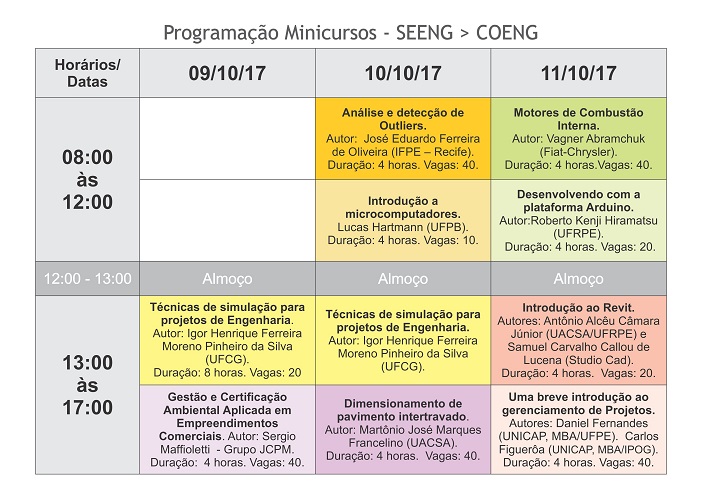 Programação Minicursos - SEENG > COENG
Horários/
Datas
09/10/17
10/10/17
11/10/17
08:00
às
12:00
Análise e detecção de
Outliers.
Autor:  José Eduardo Ferreira
de Oliveira (IFPE – Recife).
Duração: 4 horas. Vagas: 40.
Motores de Combustão
Interna.
Autor: Vagner Abramchuk
(Fiat-Chrysler).
Duração: 4 horas.Vagas: 40.
Introdução a
microcomputadores.
Lucas Hartmann (UFPB).
Duração: 4 horas. Vagas: 10.
Desenvolvendo com a
plataforma Arduino.
Autor:Roberto Kenji Hiramatsu
(UFRPE).
Duração: 4 horas. Vagas: 20.
12:00 - 13:00
Almoço
Almoço
Almoço
13:00
às
17:00
Técnicas de simulação para
projetos de Engenharia.
Autor: Igor Henrique Ferreira
Moreno Pinheiro da Silva
(UFCG).
Duração: 8 horas. Vagas: 20
Técnicas de simulação para
projetos de Engenharia.
Autor: Igor Henrique Ferreira
Moreno Pinheiro da Silva
(UFCG).
Introdução ao Revit.
Autores: Antônio Alcêu Câmara
Júnior (UACSA/UFRPE) e
Samuel Carvalho Callou de
Lucena (Studio Cad).
Duração: 4 horas. Vagas: 20.
Gestão e Certificação
Ambiental Aplicada em
Empreendimentos
Comerciais. Autor: Sergio
Maffioletti  - Grupo JCPM.
Duração:  4 horas. Vagas: 40.
Dimensionamento de
pavimento intertravado.
Autor: Martônio José Marques
Francelino (UACSA).
Duração:  4 horas.  Vagas: 40.
Uma breve introdução ao
gerenciamento de Projetos.
Autores: Daniel Fernandes
(UNICAP, MBA/UFPE).  Carlos
Figuerôa (UNICAP, MBA/IPOG).
Duração: 4 horas. Vagas: 40.